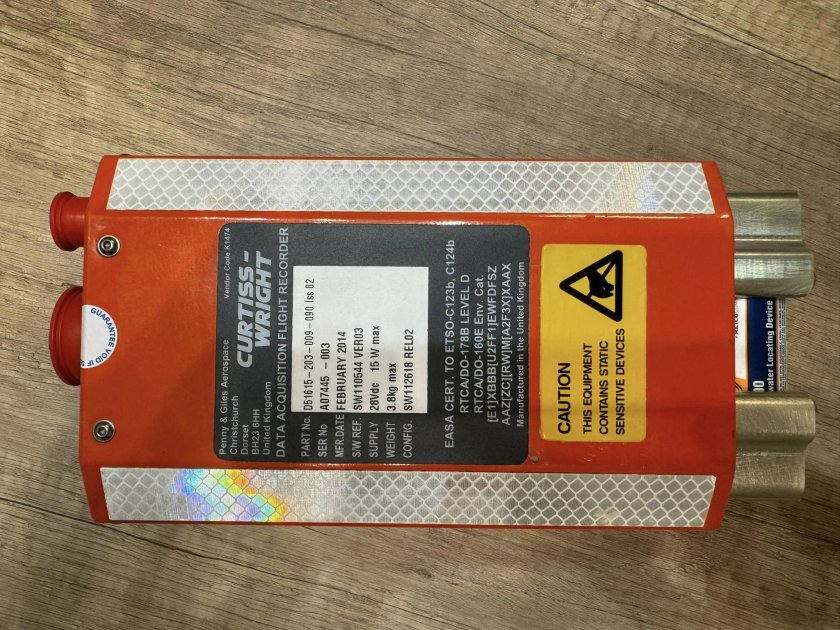 Penny & Giles Aerospace
Christchurch
Dorset
BH23 6HH
United Kingdom
Vendor Code K1474
CURTISS-
WRIGHT
DATA ACQUISITION FLIGHT RECORDER
PART No. D51615-203-009-090 Iss 02
SER No A07445 -003
MFR.DATE FEBRUARY 2014
S/W REF. SW110544 VER03
SUPPLY 28Vdc 15 W max
WEIGHT 3.8kg max
CONFIG. SW112618 REL02
EASA CERT. TO ETSO-C123b, C124b
RTCA/DO-178B LEVEL D
RTCA/DO-160E Env. Cat.
[E1]XBBB[U2FF1]EWFDFSZ
AAZ[ZC][RW]M[A2F3X]XAAX
Manufactured in the United Kingdom
CAUTION
THIS EQUIPMENT
CONTAINS STATIC
SENSITIVE DEVICES
GUARANTEE VOID IF
water Locating Device